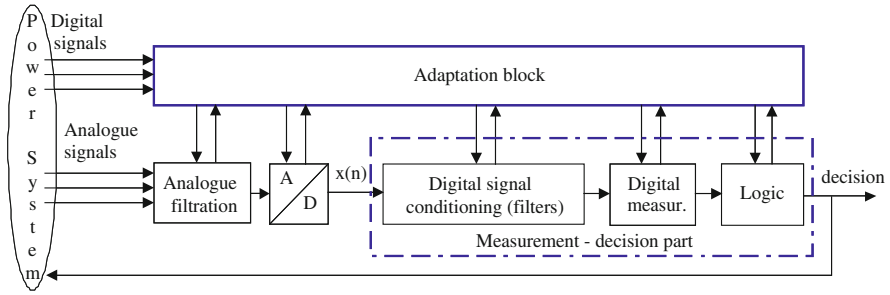 Power System
Digital
signals
Adaptation block
Analogue
signals
Analogue
filtration
A
D
x(n)
Digital signal
conditioning (filters)
Digital
measur.
Logic
decision
Measurement - decision part